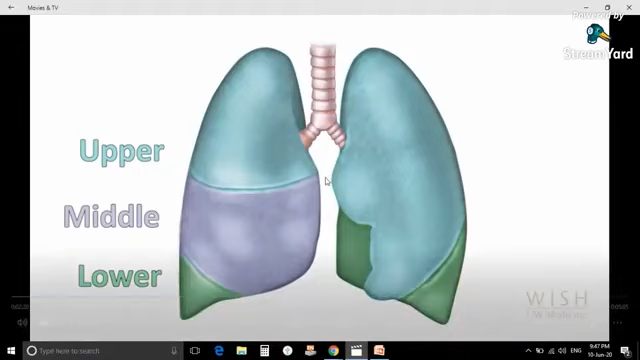 Movies & TV
Powered by
StreamYard
Upper
Middle
Lower
WISH
Type here to search
9:47 PM
10-Jun-20